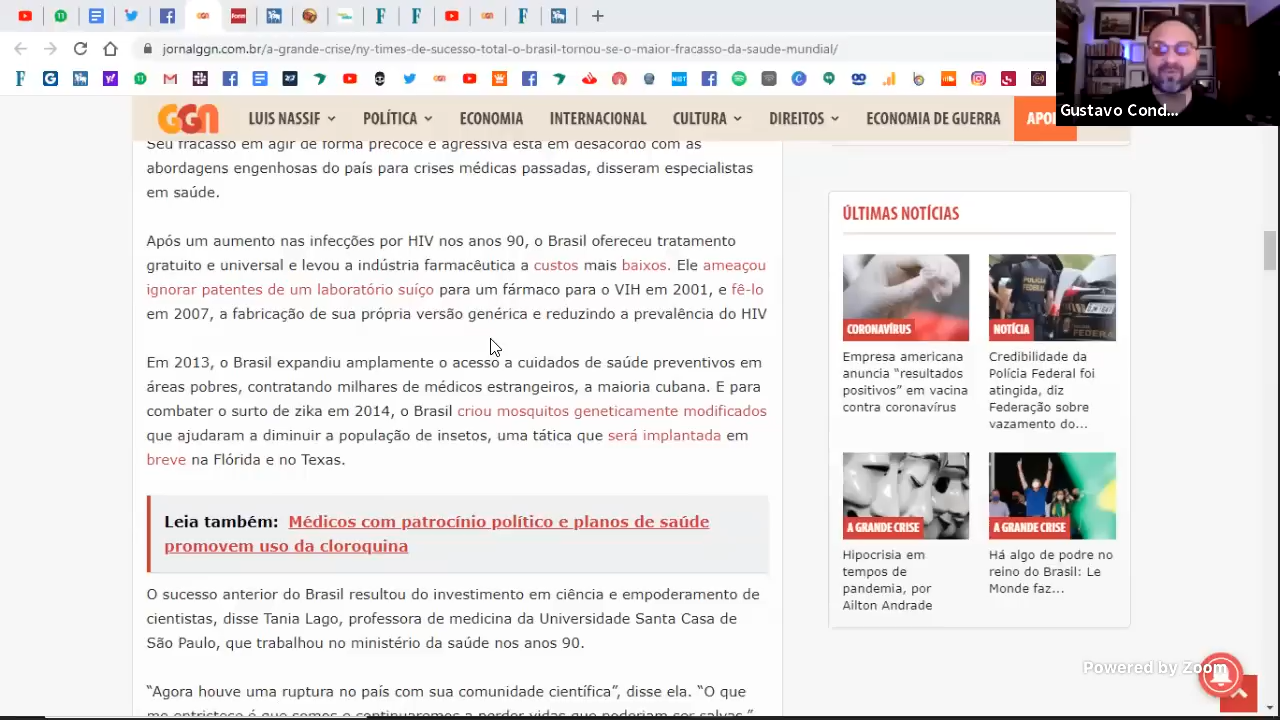 jornalggn.com.br/a-grande-crise/ny-times-de-sucesso-total-o-brasil-tornou-se-o-maior-fracasso-da-saude-mundial/
Gustavo Cond...
GGN
LUIS NASSIF
POLÍTICA
ECONOMIA
INTERNACIONAL
CULTURA
DIREITOS
ECONOMIA DE GUERRA
Seu fracasso em agir de forma precoce e agressiva está em desacordo com as
abordagens engenhosas do país para crises médicas passadas, disseram especialistas
em saúde.
Após um aumento nas infecções por HIV nos anos 90, o Brasil ofereceu tratamento
gratuito e universal e levou a indústria farmacêutica a custos mais baixos. Ele ameaçou
ignorar patentes de um laboratório suíço para um fármaco para o VIH em 2001, e fê-lo
em 2007, a fabricação de sua própria versão genérica e reduzindo a prevalência do HIV
Em 2013, o Brasil expandiu amplamente o acesso a cuidados de saúde preventivos em
áreas pobres, contratando milhares de médicos estrangeiros, a maioria cubana. E para
combater o surto de zika em 2014, o Brasil criou mosquitos geneticamente modificados
que ajudaram a diminuir a população de insetos, uma tática que será implantada em
breve na Flórida e no Texas.
Leia também: Médicos com patrocínio político e planos de saúde
promovem uso da cloroquina
O sucesso anterior do Brasil resultou do investimento em ciência e empoderamento de
cientistas, disse Tania Lago, professora de medicina da Universidade Santa Casa de
São Paulo, que trabalhou no ministério da saúde nos anos 90.
“Agora houve uma ruptura no país com sua comunidade científica”, disse ela. “O que
me entristece é que somos e continuaremos a perder vidas que poderiam ser salvas.”
ÚLTIMAS NOTÍCIAS
CORONAVÍRUS
Empresa americana
anuncia “resultados
positivos” em vacina
contra coronavírus
POLÍCIA
FEDERAL
NOTÍCIA
Credibilidade da
Polícia Federal foi
atingida, diz
Federação sobre
vazamento do...
A GRANDE CRISE
Hipocrisia em
tempos de
pandemia, por
Ailton Andrade
A GRANDE CRISE
Há algo de podre no
reino do Brasil: Le
Monde faz...
Powered by Zoom